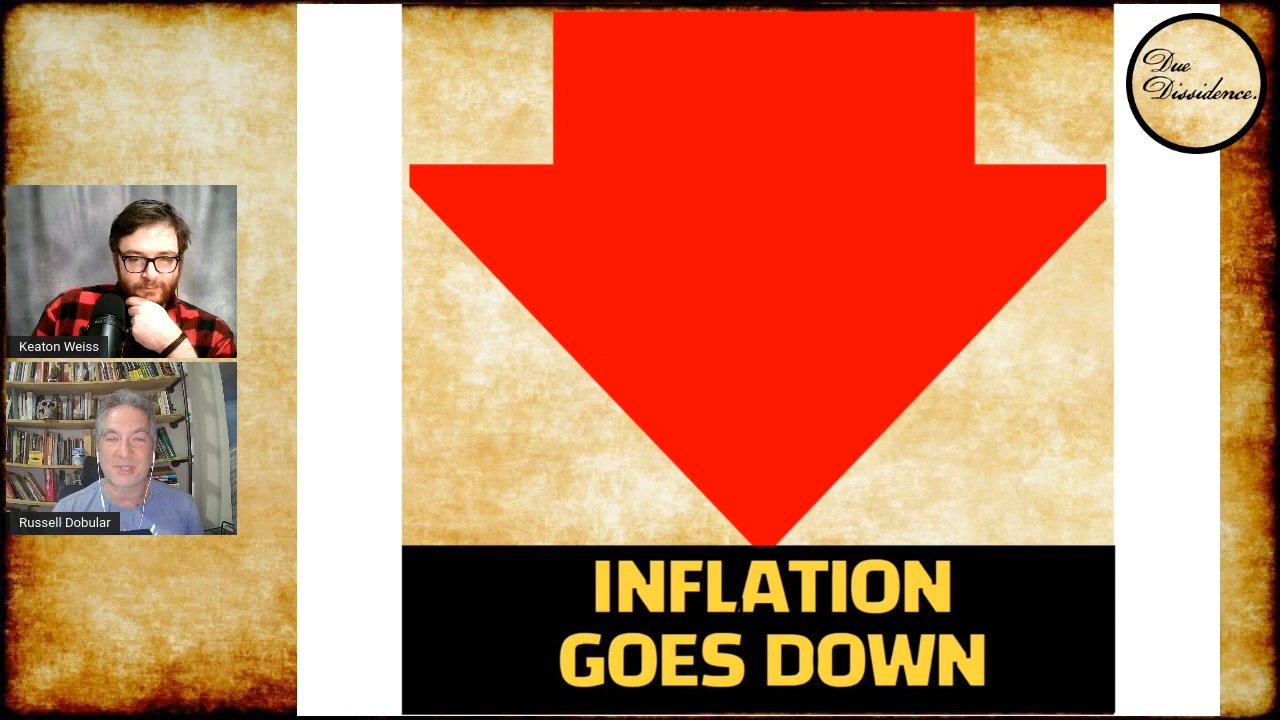 Due
Dissidence.
Keaton Weiss
Russell Dobular
INFLATION
GOES DOWN